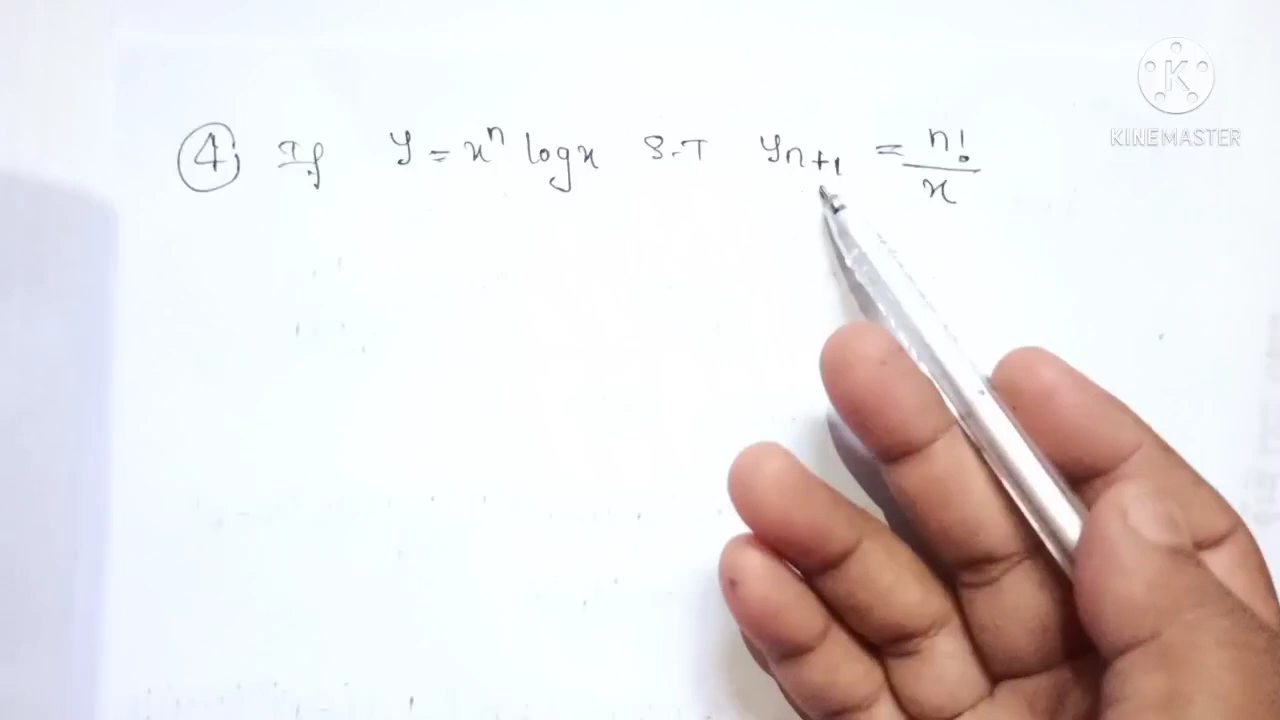 ④ If y = xⁿ log x S.T yₙ₊₁ = n!/x
K
KINEMASTER